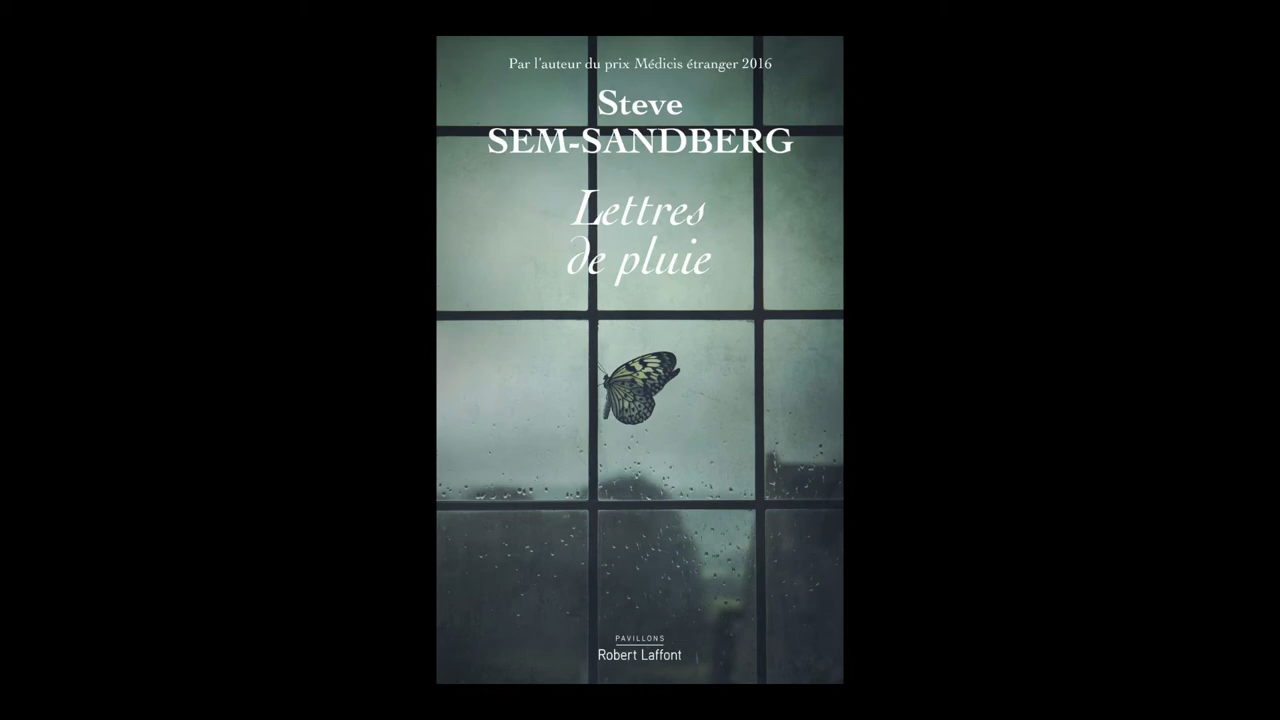 Par l'auteur du prix Médicis étranger 2016
Steve
SEM-SANDBERG
Lettres
de pluie
PAVILLONS
Robert Laffont